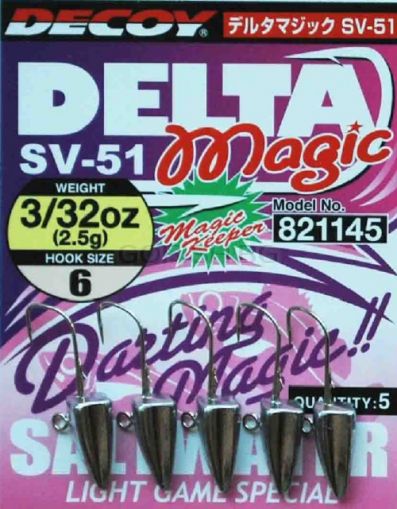 DECOY® デルタマジック SV-51
DELTA
SV-51 magic
WEIGHT
3/32oz
(2.5g)
HOOK SIZE
6
Magic
Keeper
Model No.
821145
Darting
Magic!!
QUANTITY:5
SALTWATER
LIGHT GAME SPECIAL